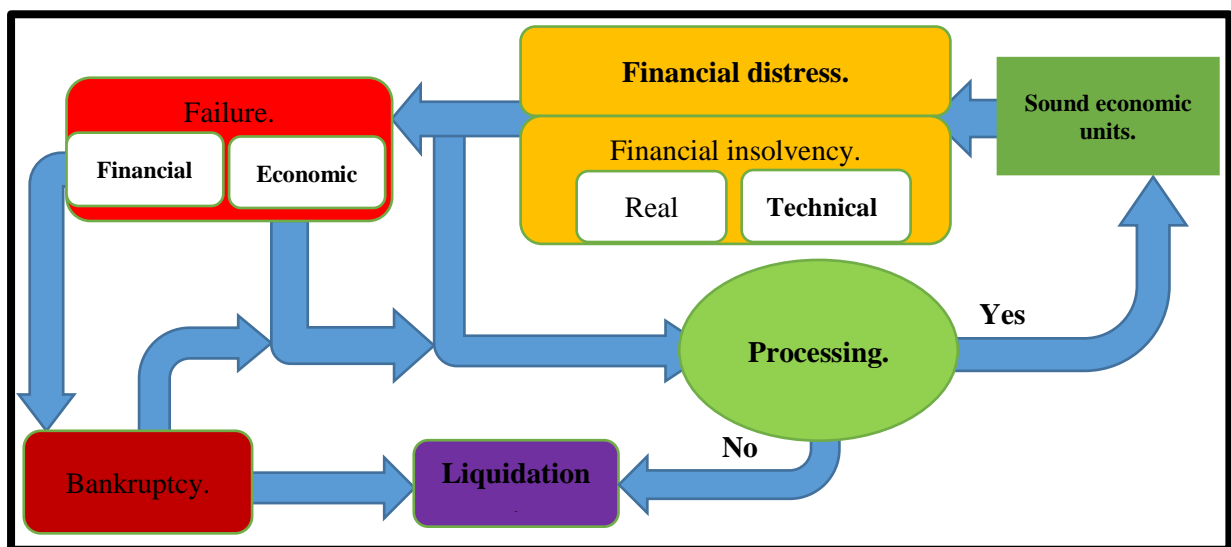 Financial distress.
Sound economic
units.
Failure.
Financial
Economic
Financial insolvency.
Real
Technical
Yes
Processing.
No
Bankruptcy.
Liquidation
.